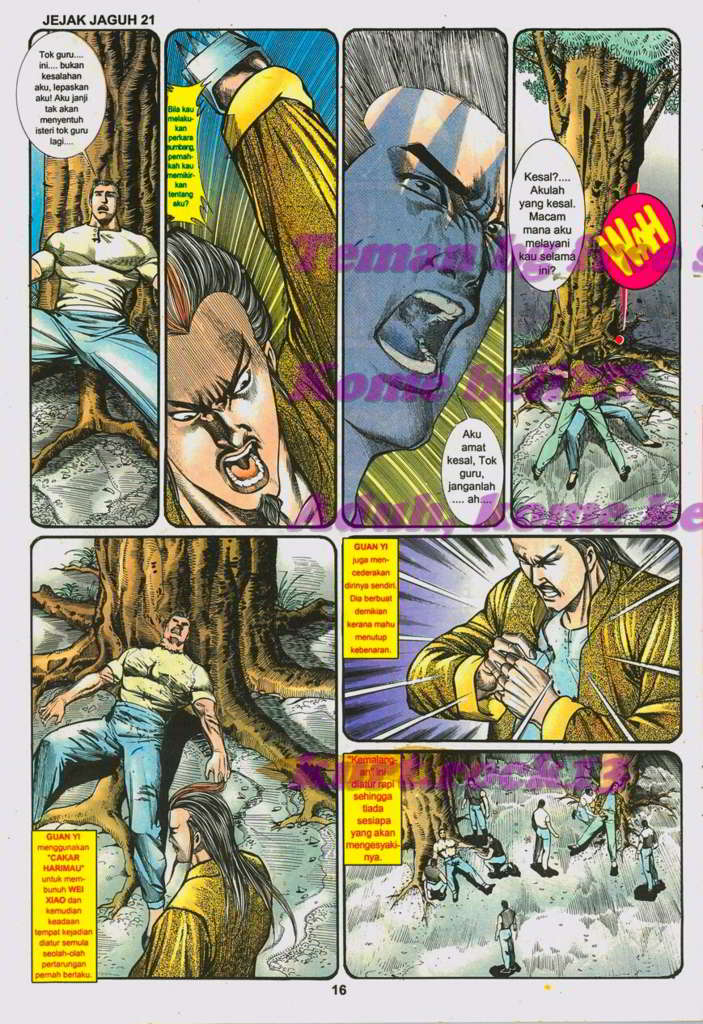 JEJAK JAGUH 21
Tok guru....
ini.... bukan
kesalahan
aku, lepaskan
aku! Aku janji
tak akan
menyentuh
isteri tok guru
lagi....
Bila kau
melaku-
kan
perkara
sumbang,
pernah-
kah kau
memikir-
kan
tentang
aku?
Aku
amat
kesal, Tok
guru,
janganlah
.... ah....
Kesal?....
Akulah
yang kesal.
Macam
mana aku
melayani
kau selama
ini?
WAH!
GUAN YI
menggunakan
"CAKAR
HARIMAU"
untuk mem-
bunuh WEI
XIAO dan
kemudian
keadaan
tempat kejadian
diatur semula
seolah-olah
pertarungan
pernah berlaku.
GUAN YI
juga men-
cederakan
dirinya sendiri.
Dia berbuat
demikian
kerana mahu
menutup
kebenaran.
"Kemalang-
an" ini
diatur rapi
sehingga
tiada
sesiapa
yang akan
mengesyaki-
nya.
16